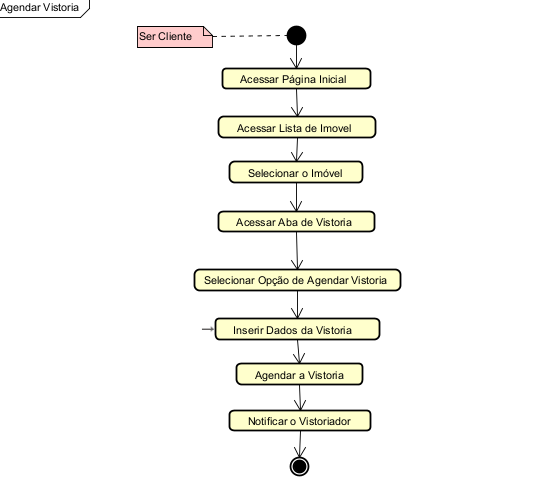 Agendar Vistoria
Ser Cliente
Acessar Página Inicial
Acessar Lista de Imovel
Selecionar o Imóvel
Acessar Aba de Vistoria
Selecionar Opção de Agendar Vistoria
Inserir Dados da Vistoria
Agendar a Vistoria
Notificar o Vistoriador